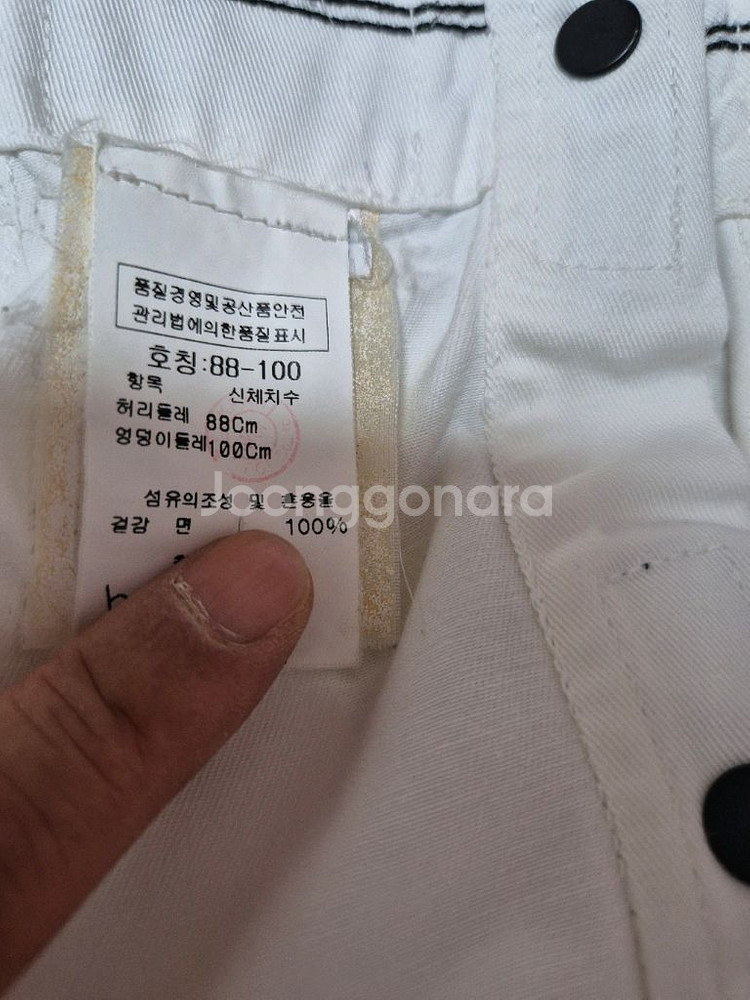 품질경영및공산품안전
관리법에의한품질표시
호칭:88-100
항목 신체치수
허리둘레 88Cm
엉덩이둘레100Cm
섬유의조성 및 혼용율
겉감 면 100%
Joonggonara